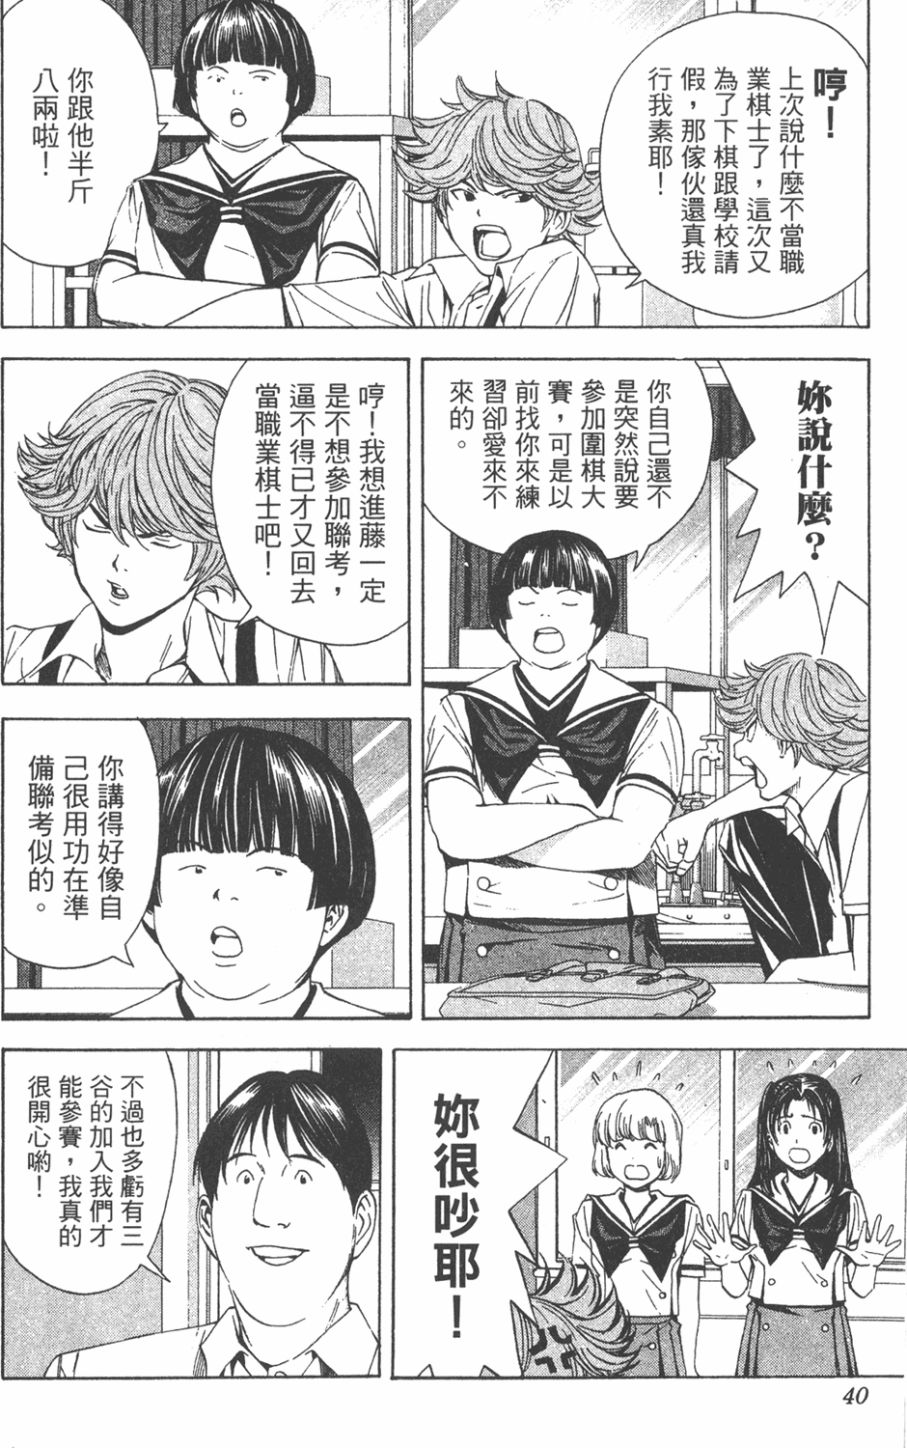 哼！
上次說什麼不當職
業棋士了，這次又
為了下棋跟學校請
假，那傢伙還真我
行我素耶！
你跟他半斤
八兩啦！
妳說什麼？
你自己還不
是突然說要
參加圍棋大
賽，可是以
前找你來練
習卻愛來不
來的。
哼！我想進藤一定
是不想參加聯考，
逼不得已才又回去
當職業棋士吧！
你講得好像自
己很用功在準
備聯考似的。
妳很吵耶！
不過也多虧有三
谷的加入我們才
能參賽，我真的
很開心喲！
40